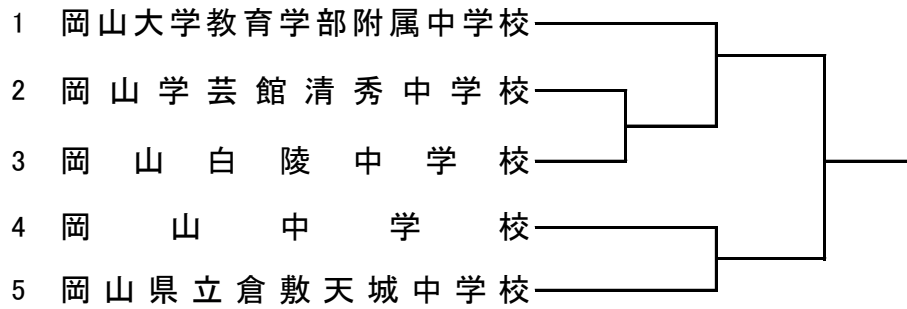 1 岡山大学教育学部附属中学校
2 岡山学芸館清秀中学校
3 岡山白陵中学校
4 岡山中学校
5 岡山県立倉敷天城中学校